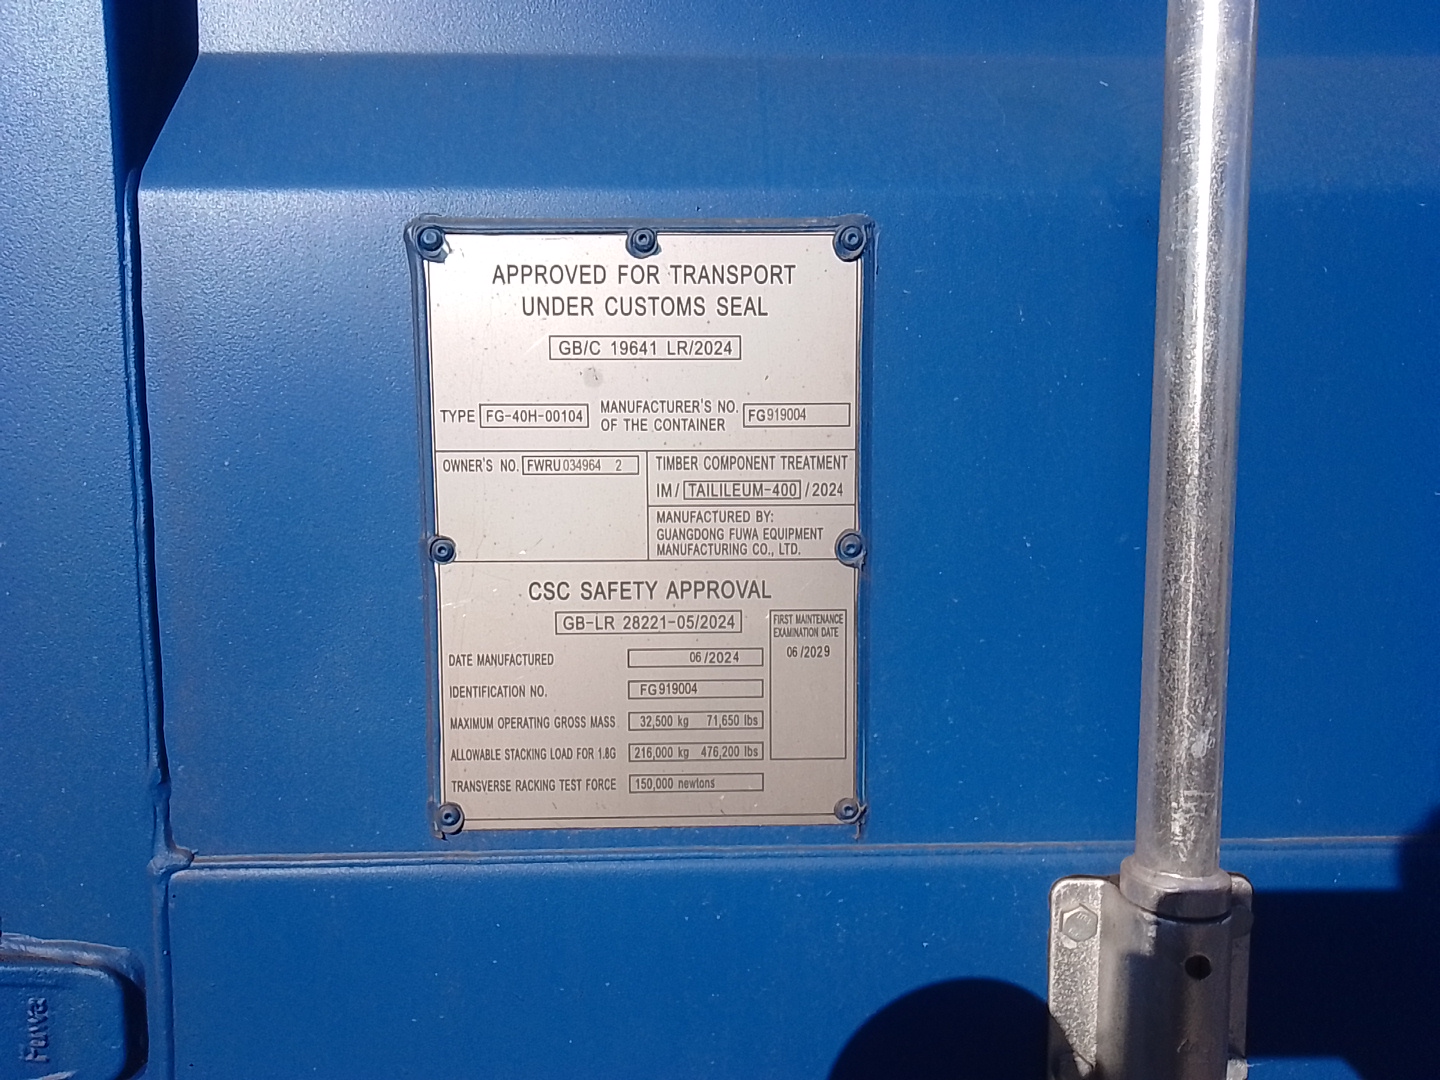 APPROVED FOR TRANSPORT
UNDER CUSTOMS SEAL
GB/C 19641 LR/2024
TYPE FG-40H-00104
MANUFACTURER'S NO.
OF THE CONTAINER
FG919004
OWNER'S NO. FWRU034964 2
TIMBER COMPONENT TREATMENT
IM/ TAILILEUM-400 /2024
MANUFACTURED BY:
GUANGDONG FUWA EQUIPMENT
MANUFACTURING CO., LTD.
CSC SAFETY APPROVAL
GB-LR 28221-05/2024
FIRST MAINTENANCE
EXAMINATION DATE
06/2029
DATE MANUFACTURED 06/2024
IDENTIFICATION NO. FG919004
MAXIMUM OPERATING GROSS MASS 32,500 kg 71,650 lbs
ALLOWABLE STACKING LOAD FOR 1.8G 216,000 kg 476,200 lbs
TRANSVERSE RACKING TEST FORCE 150,000 newtons
Fuwa